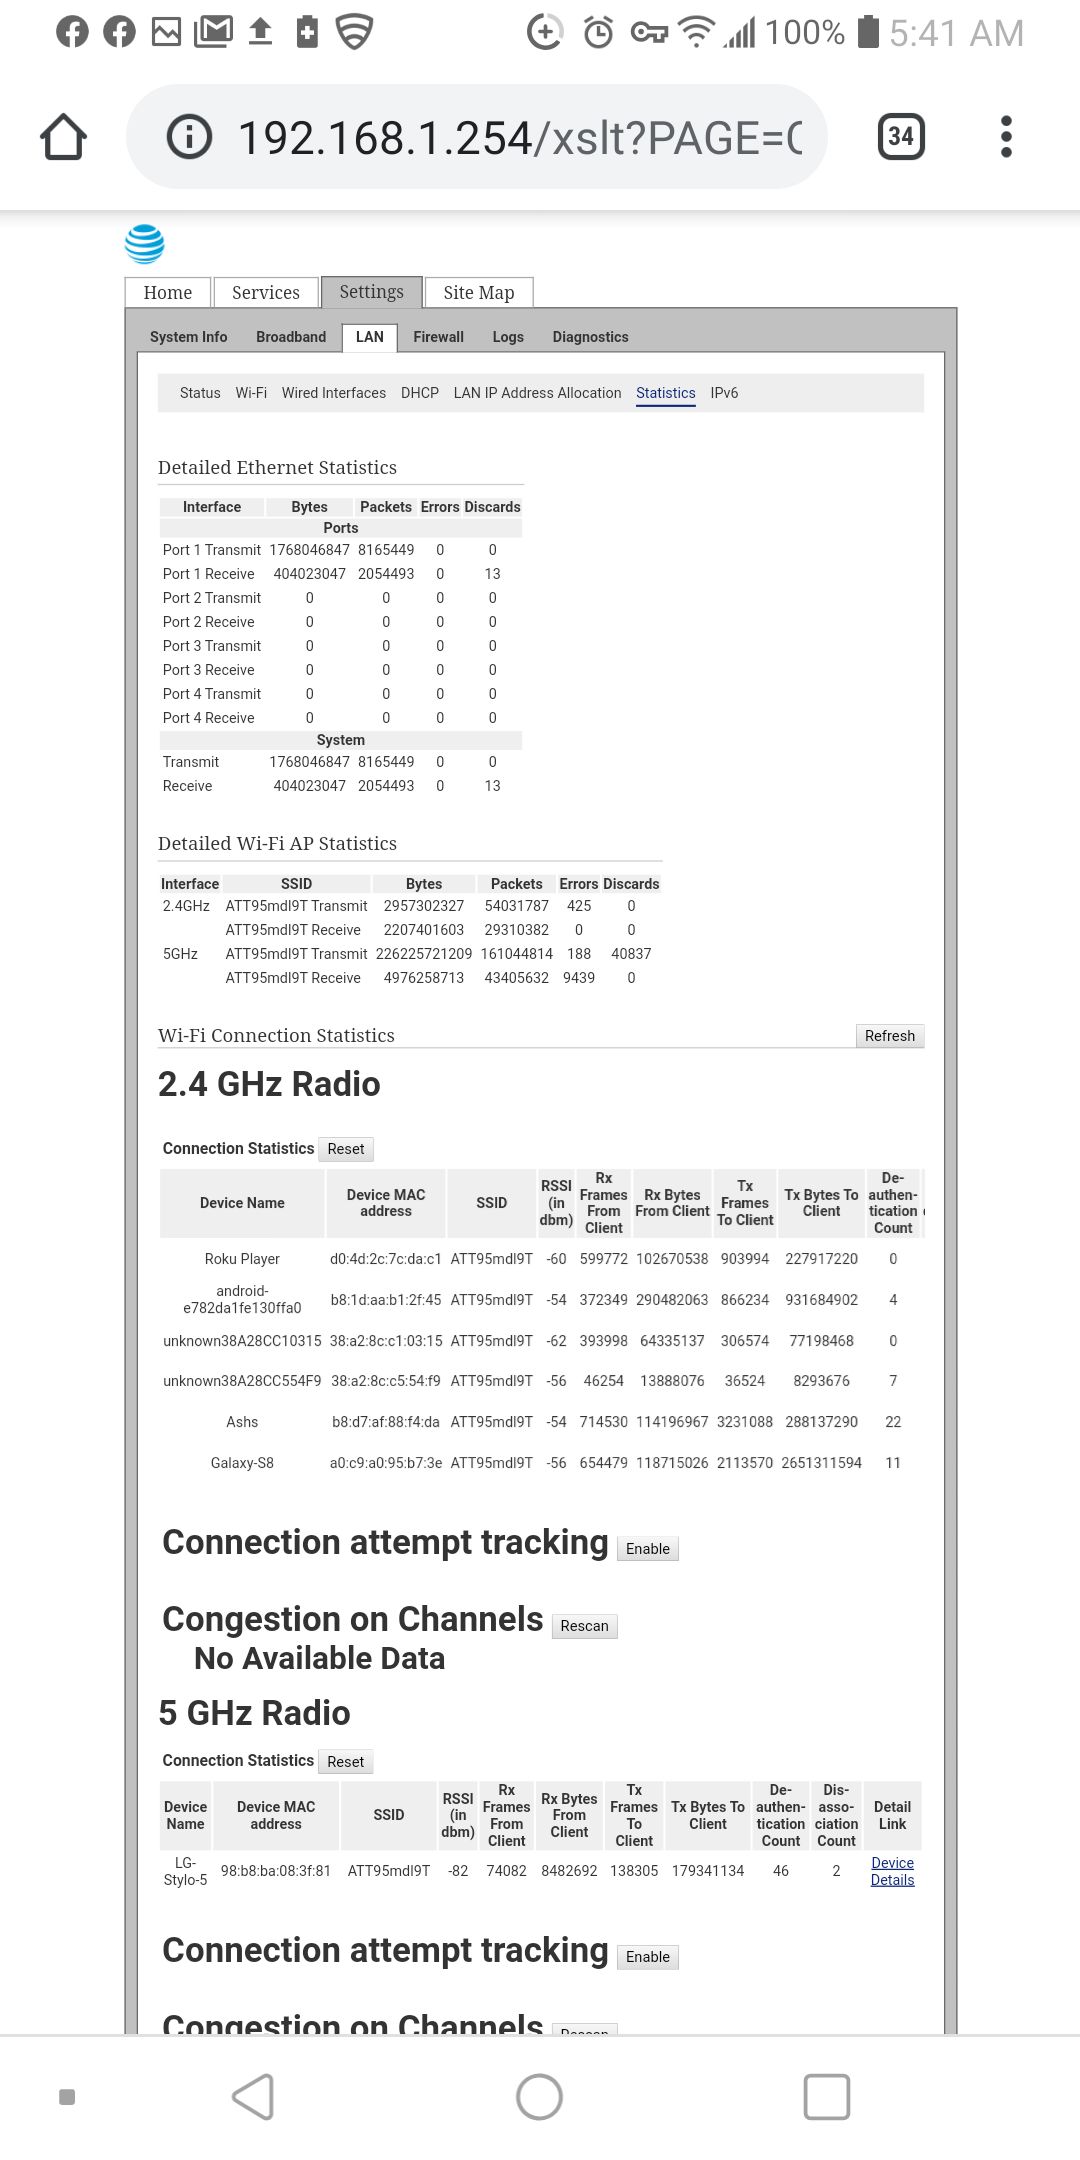 100% 5:41 AM
192.168.1.254/xslt?PAGE=
34
Home Services Settings Site Map
System Info Broadband LAN Firewall Logs Diagnostics
Status Wi-Fi Wired Interfaces DHCP LAN IP Address Allocation Statistics IPv6
Detailed Ethernet Statistics
Interface Bytes Packets Errors Discards
Ports
Port 1 Transmit 1768046847 8165449 0 0
Port 1 Receive 404023047 2054493 0 13
Port 2 Transmit 0 0 0 0
Port 2 Receive 0 0 0 0
Port 3 Transmit 0 0 0 0
Port 3 Receive 0 0 0 0
Port 4 Transmit 0 0 0 0
Port 4 Receive 0 0 0 0
System
Transmit 1768046847 8165449 0 0
Receive 404023047 2054493 0 13
Detailed Wi-Fi AP Statistics
Interface SSID Bytes Packets Errors Discards
2.4GHz ATT95mdl9T Transmit 2957302327 54031787 425 0
ATT95mdl9T Receive 2207401603 29310382 0 0
5GHz ATT95mdl9T Transmit 226225721209 161044814 188 40837
ATT95mdl9T Receive 4976258713 43405632 9439 0
Wi-Fi Connection Statistics Refresh
2.4 GHz Radio
Connection Statistics Reset
Device Name Device MAC address SSID RSSI (in dbm) Rx Frames From Client Rx Bytes From Client Tx Frames To Client Tx Bytes To Client De-authen-tication Count
Roku Player d0:4d:2c:7c:da:c1 ATT95mdl9T -60 599772 102670538 903994 227917220 0
android-e782da1fe130ffa0 b8:1d:aa:b1:2f:45 ATT95mdl9T -54 372349 290482063 866234 931684902 4
unknown38A28CC10315 38:a2:8c:c1:03:15 ATT95mdl9T -62 393998 64335137 306574 77198468 0
unknown38A28CC554F9 38:a2:8c:c5:54:f9 ATT95mdl9T -56 46254 13888076 36524 8293676 7
Ashs b8:d7:af:88:f4:da ATT95mdl9T -54 714530 114196967 3231088 288137290 22
Galaxy-S8 a0:c9:a0:95:b7:3e ATT95mdl9T -56 654479 118715026 2113570 2651311594 11
Connection attempt tracking Enable
Congestion on Channels Rescan
No Available Data
5 GHz Radio
Connection Statistics Reset
Device Name Device MAC address SSID RSSI (in dbm) Rx Frames From Client Rx Bytes From Client Tx Frames To Client Tx Bytes To Client De-authen-tication Count Dis-asso-ciation Count Detail Link
LG-Stylo-5 98:b8:ba:08:3f:81 ATT95mdl9T -82 74082 8482692 138305 179341134 46 2 Device Details
Connection attempt tracking Enable
Congestion on Channels Rescan